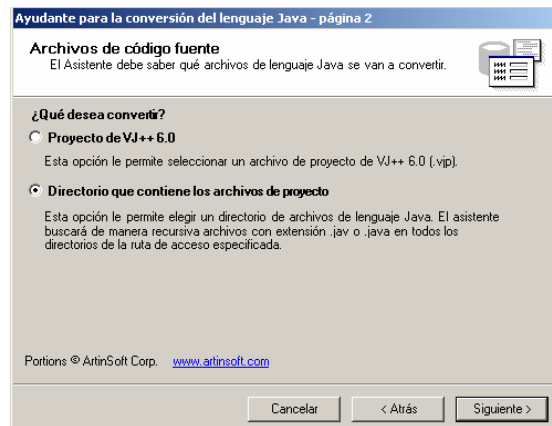 Ayudante para la conversión del lenguaje Java - página 2
Archivos de código fuente
El Asistente debe saber qué archivos de lenguaje Java se van a convertir.
¿Qué desea convertir?
Proyecto de VJ++ 6.0
Esta opción le permite seleccionar un archivo de proyecto de VJ++ 6.0 (.vjp).
Directorio que contiene los archivos de proyecto
Esta opción le permite elegir un directorio de archivos de lenguaje Java. El asistente
buscará de manera recursiva archivos con extensión .jav o .java en todos los
directorios de la ruta de acceso especificada.
Portions © ArtinSoft Corp. www.artinsoft.com
Cancelar < Atrás Siguiente >